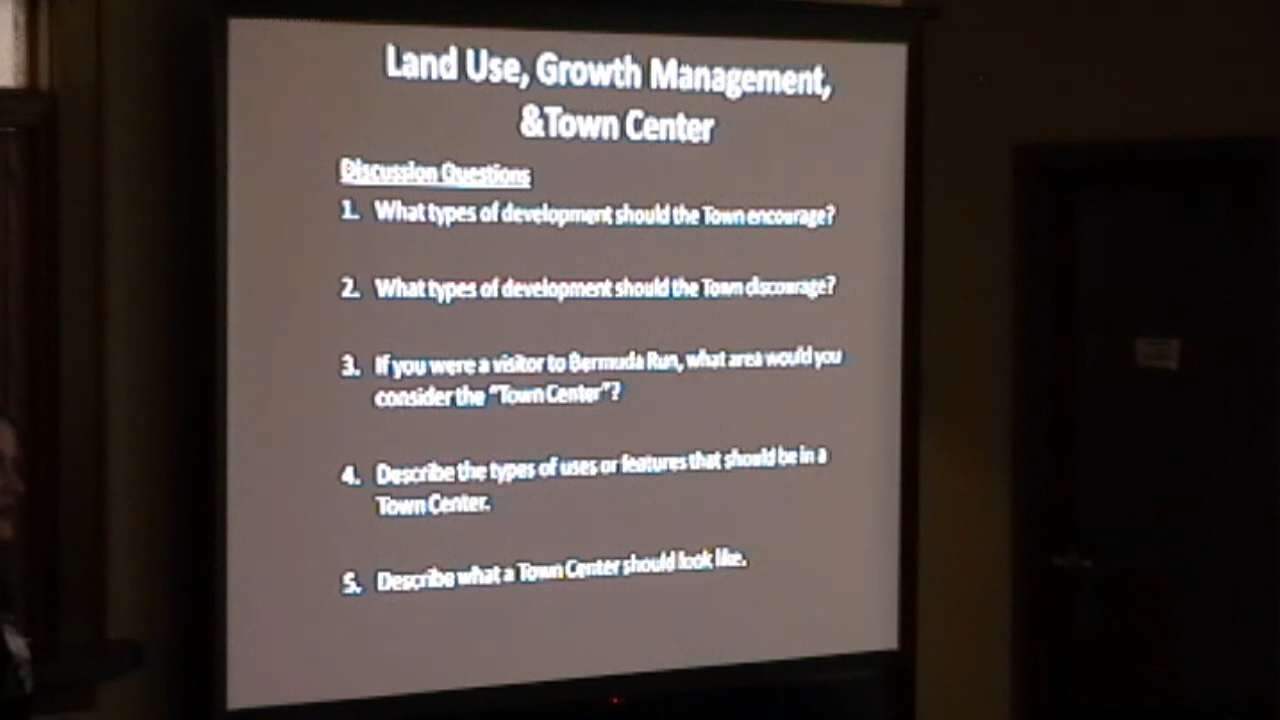 Land Use, Growth Management,
&Town Center
Discussion Questions
1. What types of development should the Town encourage?
2. What types of development should the Town discourage?
3. If you were a visitor to Bermuda Run, what area would you
consider the "Town Center"?
4. Describe the types of uses or features that should be in a
Town Center.
5. Describe what a Town Center should look like.